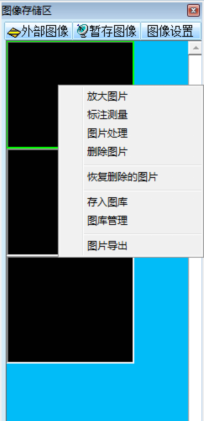 图像存储区
外部图像 暂存图像 图像设置
放大图片
标注测量
图片处理
删除图片
恢复删除的图片
存入图库
图库管理
图片导出